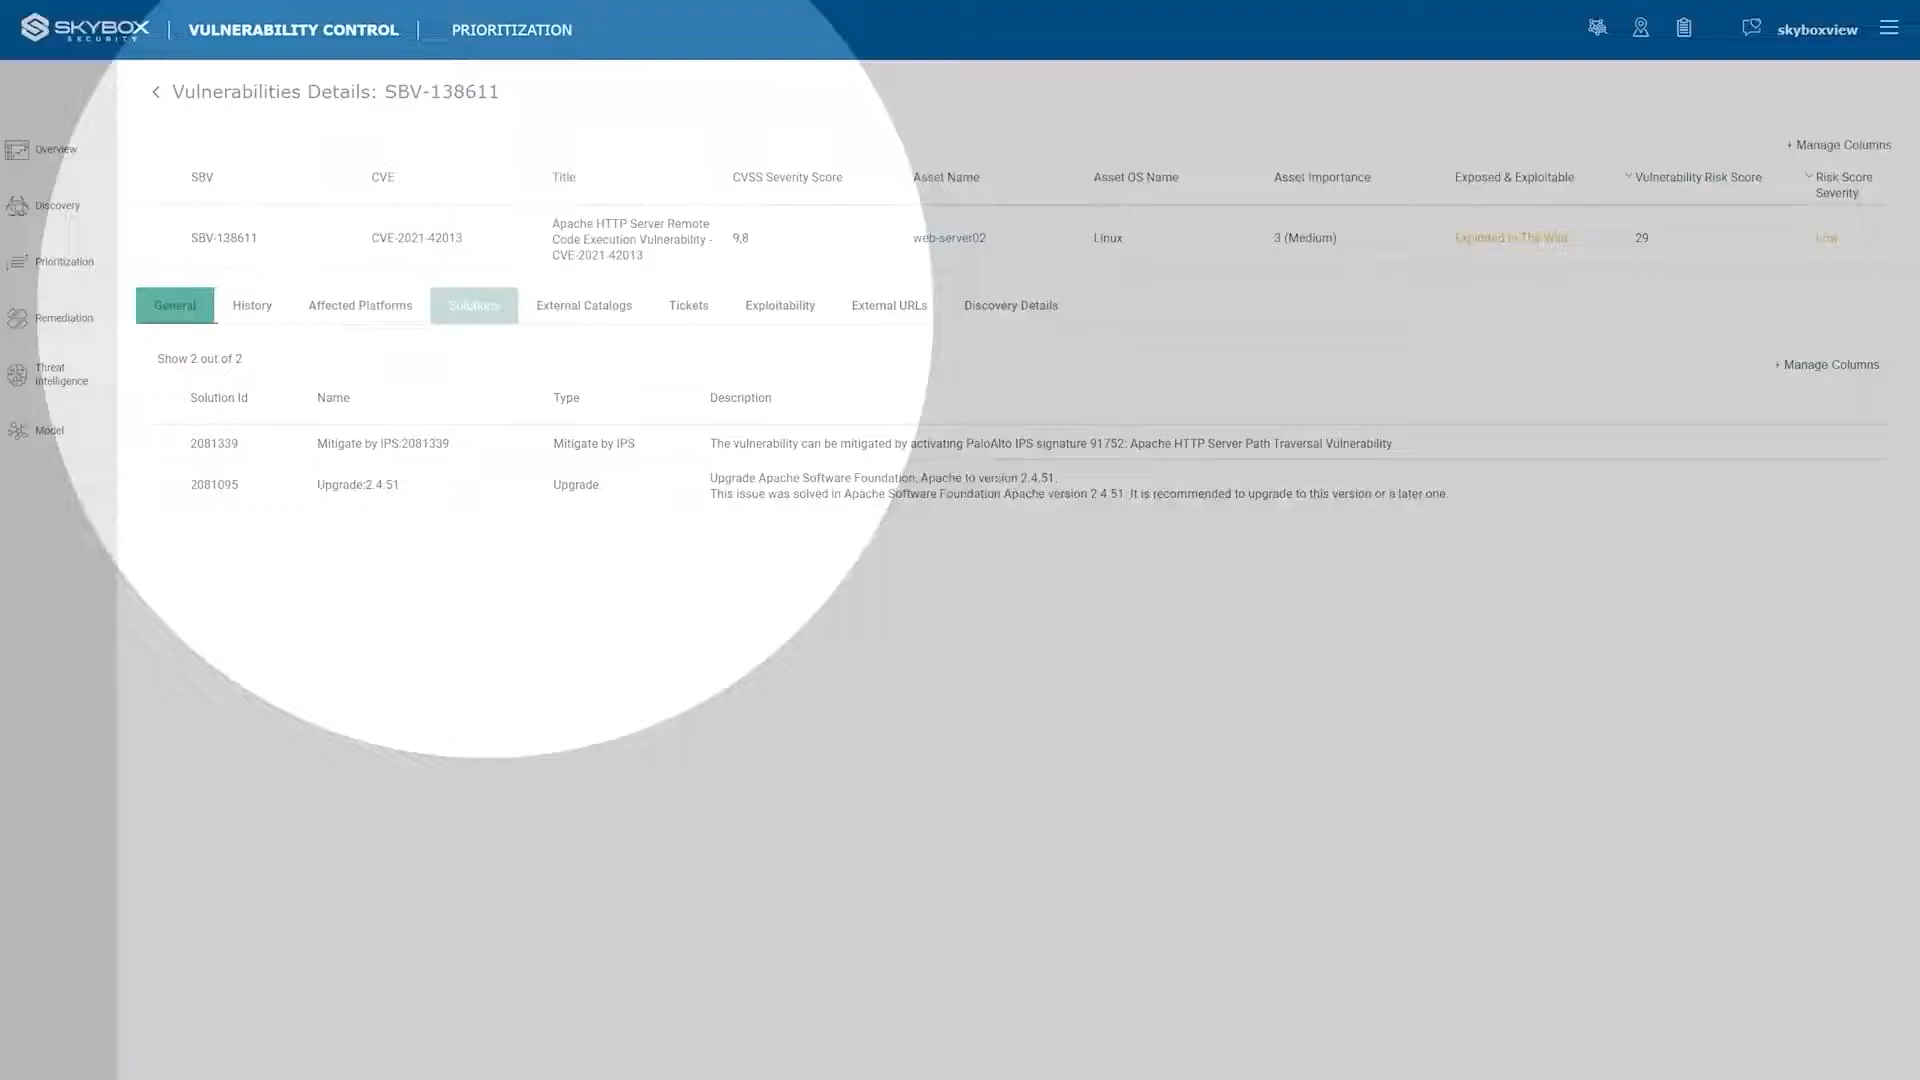 SKYBOX
SECURITY
VULNERABILITY CONTROL
PRIORITIZATION
skyboxview
Vulnerabilities Details: SBV-138611
+ Manage Columns
SBV
CVE
Title
CVSS Severity Score
Asset Name
Asset OS Name
Asset Importance
Exposed & Exploitable
Vulnerability Risk Score
Risk Score
Severity
SBV-138611
CVE-2021-42013
Apache HTTP Server Remote
Code Execution Vulnerability -
CVE-2021-42013
9,8
web-server02
Linux
3 (Medium)
Exploited In The Wild
29
Low
General
History
Affected Platforms
Solutions
External Catalogs
Tickets
Exploitability
External URLs
Discovery Details
Show 2 out of 2
+ Manage Columns
Solution Id
Name
Type
Description
2081339
Mitigate by IPS:2081339
Mitigate by IPS
The vulnerability can be mitigated by activating PaloAlto IPS signature 91752: Apache HTTP Server Path Traversal Vulnerability
2081095
Upgrade:2.4.51
Upgrade
Upgrade Apache Software Foundation, Apache to version 2.4.51.
This issue was solved in Apache Software Foundation Apache version 2.4.51. It is recommended to upgrade to this version or a later one.
Overview
Discovery
Prioritization
Remediation
Threat
Intelligence
Model